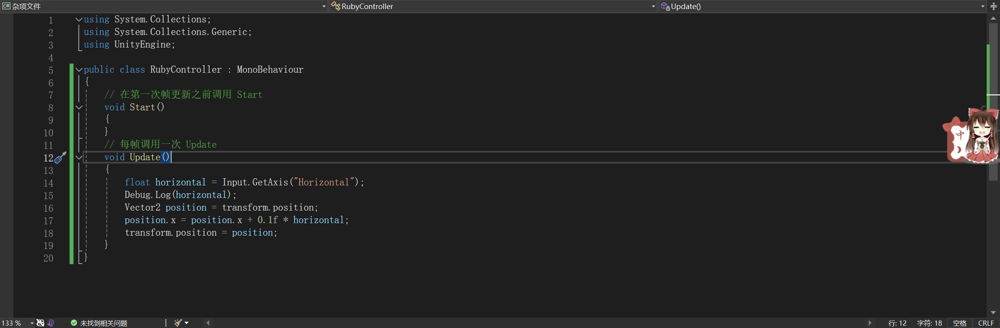 杂项文件 RubyController Update()
1 using System.Collections;
2 using System.Collections.Generic;
3 using UnityEngine;
4
5 public class RubyController : MonoBehaviour
6 {
7 // 在第一次帧更新之前调用 Start
8 void Start()
9 {
10 }
11 // 每帧调用一次 Update
12 void Update()
13 {
14 float horizontal = Input.GetAxis("Horizontal");
15 Debug.Log(horizontal);
16 Vector2 position = transform.position;
17 position.x = position.x + 0.1f * horizontal;
18 transform.position = position;
19 }
20 }
中
133 % 未找到相关问题 行: 12 字符: 18 空格 CRLF